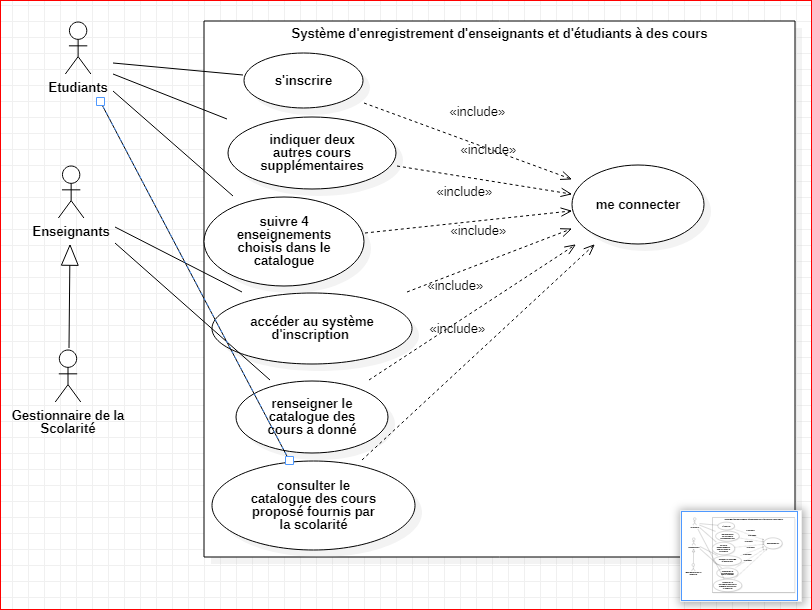 Système d'enregistrement d'enseignants et d'étudiants à des cours
Etudiants
s'inscrire
«include»
indiquer deux
autres cours
supplémentaires
«include»
Enseignants
suivre 4
enseignements
choisis dans le
catalogue
«include»
me connecter
«include»
accéder au système
d'inscription
«include»
Gestionnaire de la
Scolarité
renseigner le
catalogue des
cours a donné
«include»
consulter le
catalogue des cours
proposé fournis par
la scolarité